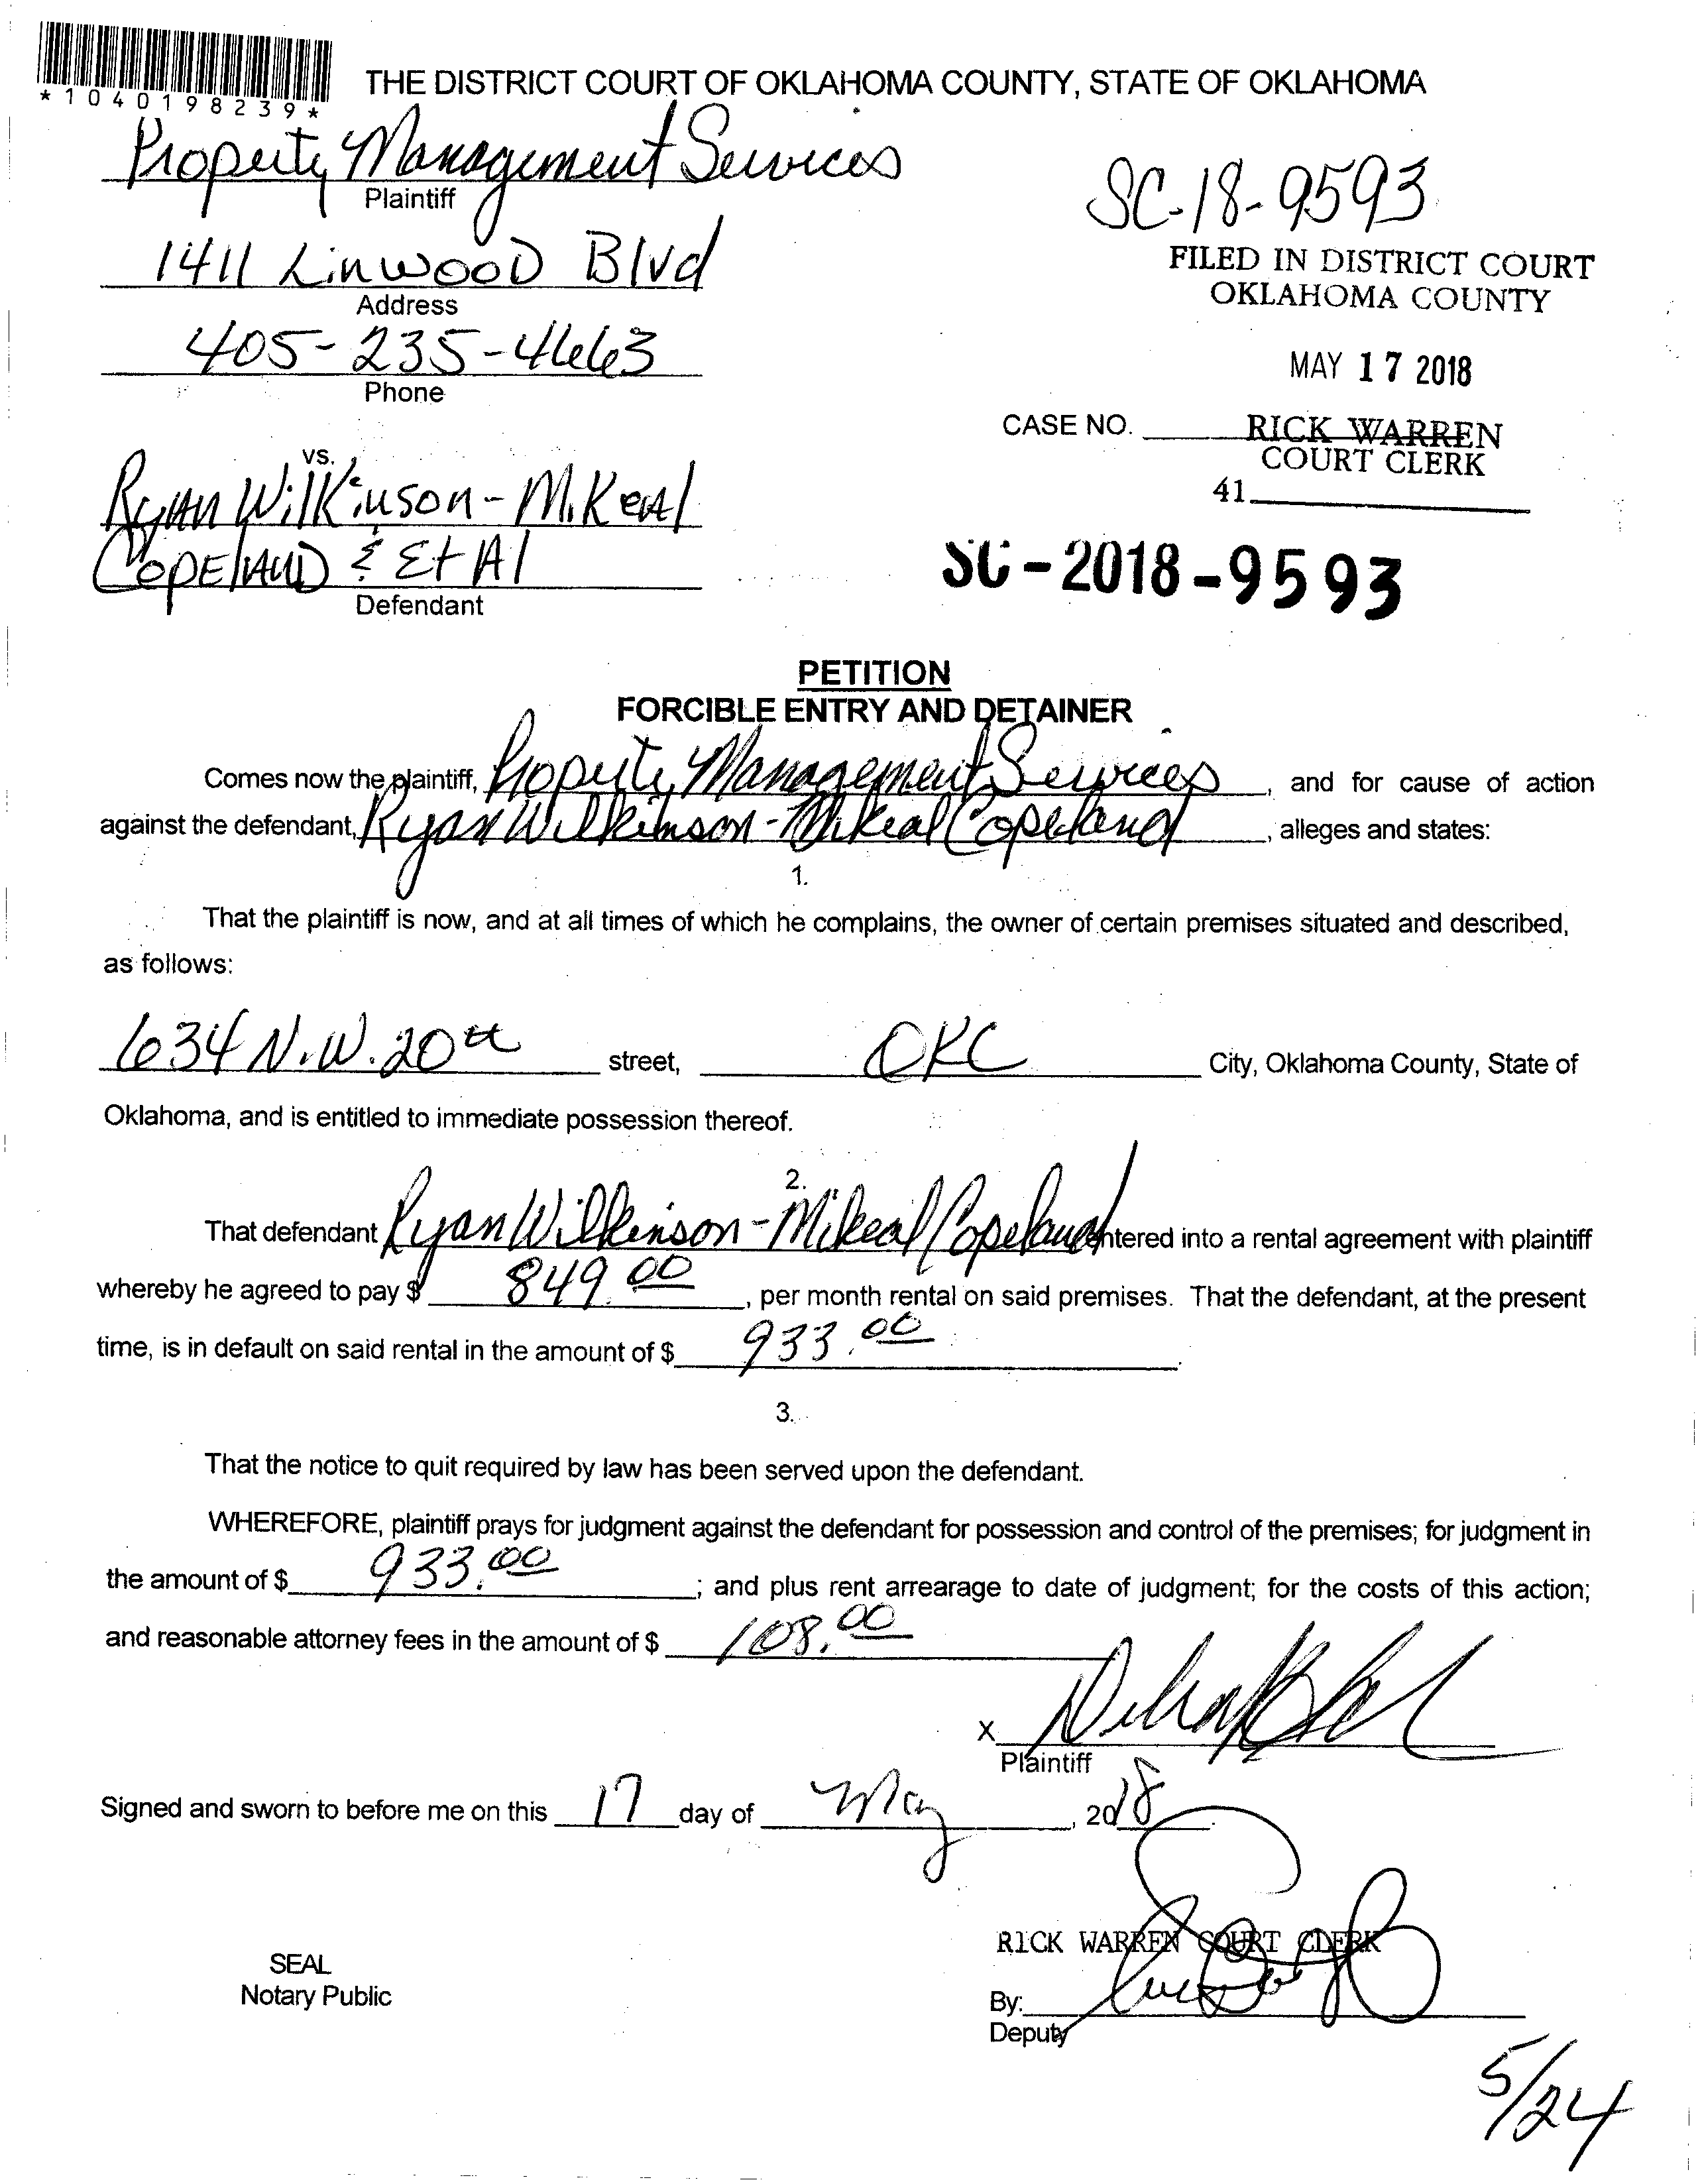 *1040198239*
THE DISTRICT COURT OF OKLAHOMA COUNTY, STATE OF OKLAHOMA
Property Management Services
Plaintiff
SC-18-9593
1411 Linwood Blvd
Address
FILED IN DISTRICT COURT
OKLAHOMA COUNTY
405-235-4663
Phone
MAY 17 2018
CASE NO.
RICK WARREN
COURT CLERK
41
vs.
Ryan Wilkinson - Mikeal
Copeland & Et Al
Defendant
SC-2018-9593
PETITION
FORCIBLE ENTRY AND DETAINER
Comes now the plaintiff, Property Management Services, and for cause of action
against the defendant, Ryan Wilkinson - Mikeal Copeland, alleges and states:
1.
That the plaintiff is now, and at all times of which he complains, the owner of certain premises situated and described,
as follows:
634 N.W. 20th street, OKC City, Oklahoma County, State of
Oklahoma, and is entitled to immediate possession thereof.
2.
That defendant Ryan Wilkinson - Mikeal Copeland entered into a rental agreement with plaintiff
whereby he agreed to pay $ 849.00, per month rental on said premises. That the defendant, at the present
time, is in default on said rental in the amount of $ 933.00.
3.
That the notice to quit required by law has been served upon the defendant.
WHEREFORE, plaintiff prays for judgment against the defendant for possession and control of the premises; for judgment in
the amount of $ 933.00; and plus rent arrearage to date of judgment; for the costs of this action;
and reasonable attorney fees in the amount of $ 108.00
X
Plaintiff
Signed and sworn to before me on this 17 day of May, 2018.
RICK WARREN COURT CLERK
SEAL
Notary Public
By:
Deputy
5/24